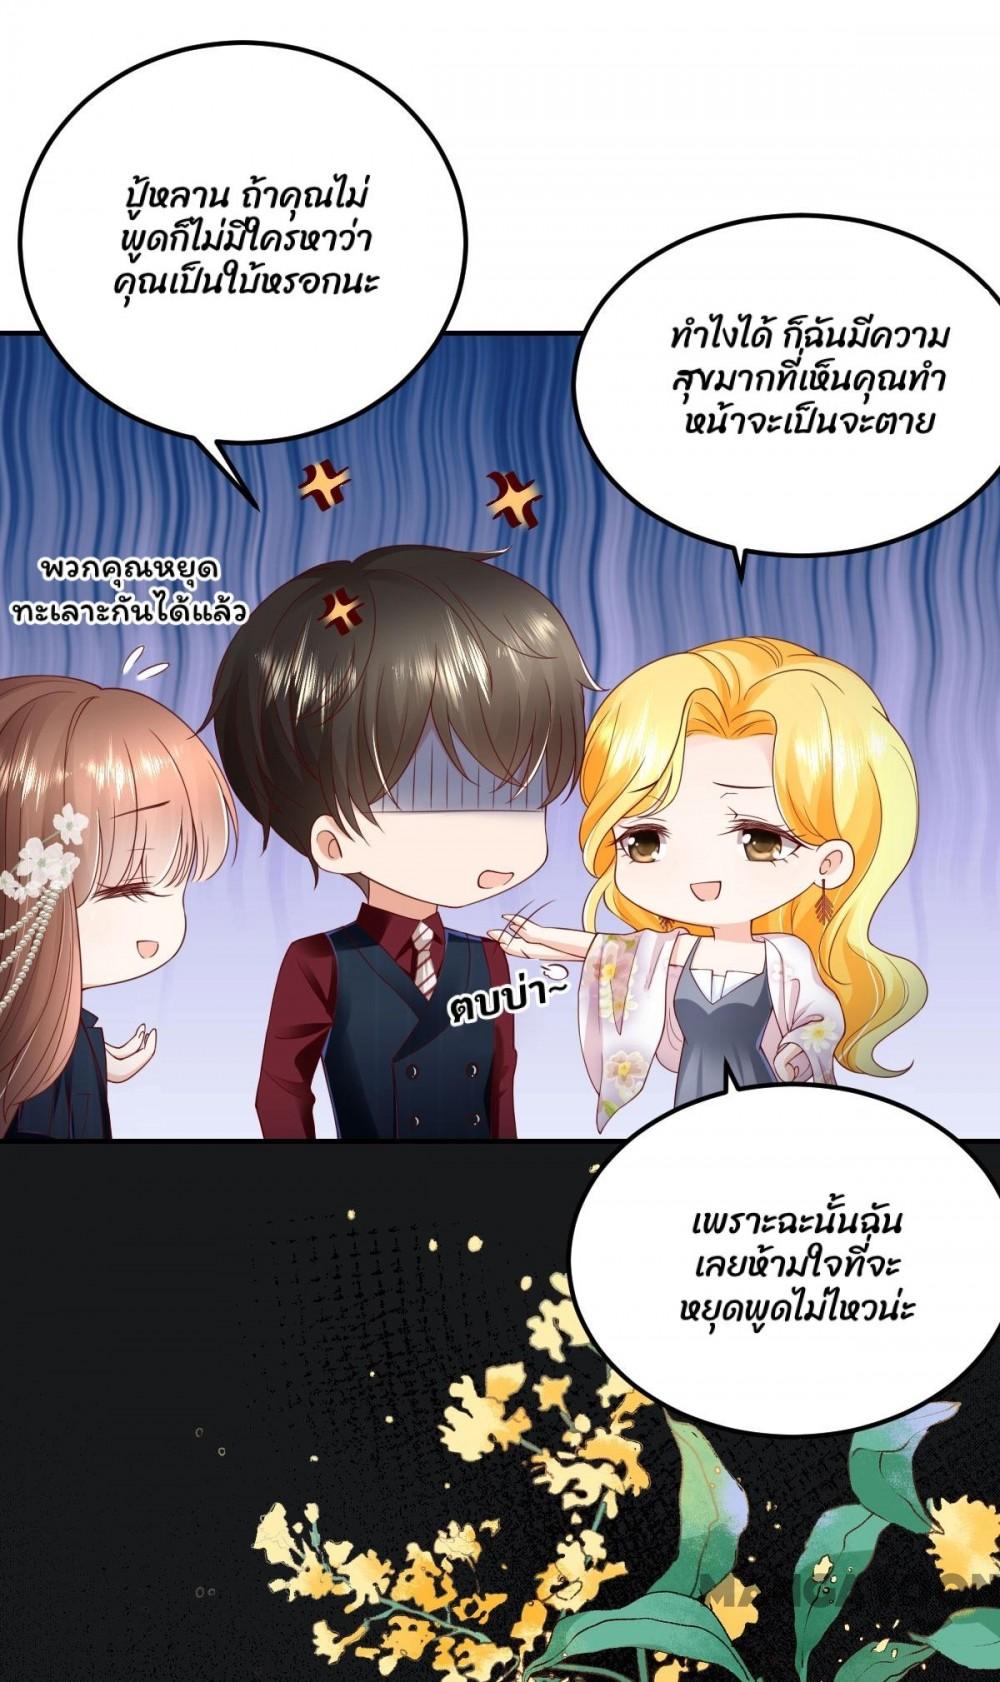 ปู้หลาน ถ้าคุณไม่
พูดก็ไม่มีใครหาว่า
คุณเป็นใบ้หรอกนะ
ทำไงได้ ก็ฉันมีความ
สุขมากที่เห็นคุณทำ
หน้าจะเป็นจะตาย
พวกคุณหยุด
ทะเลาะกันได้แล้ว
ตบบ่า~
เพราะฉะนั้นฉัน
เลยห้ามใจที่จะ
หยุดพูดไม่ไหวน่ะ